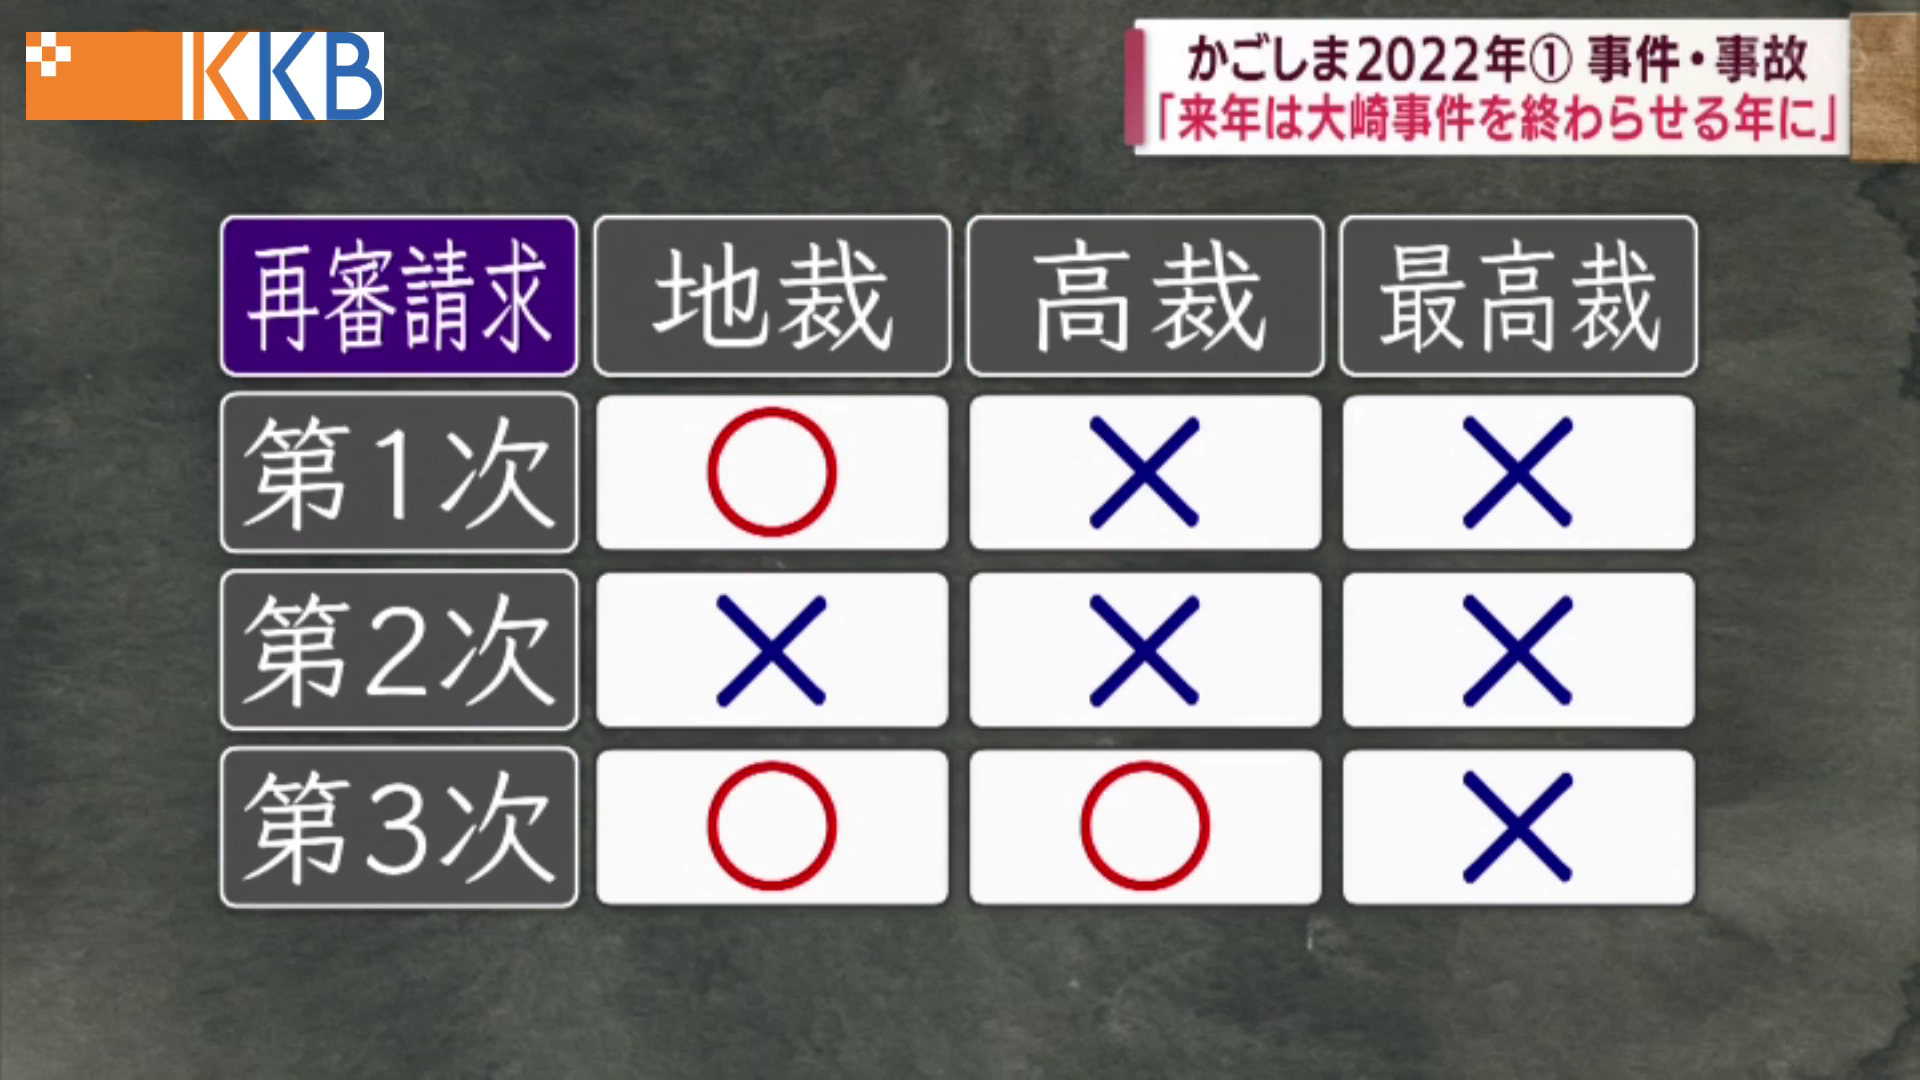 KKB
かごしま2022年① 事件・事故
「来年は大崎事件を終わらせる年に」
再審請求 地裁 高裁 最高裁
第1次 ○ × ×
第2次 × × ×
第3次 ○ ○ ×